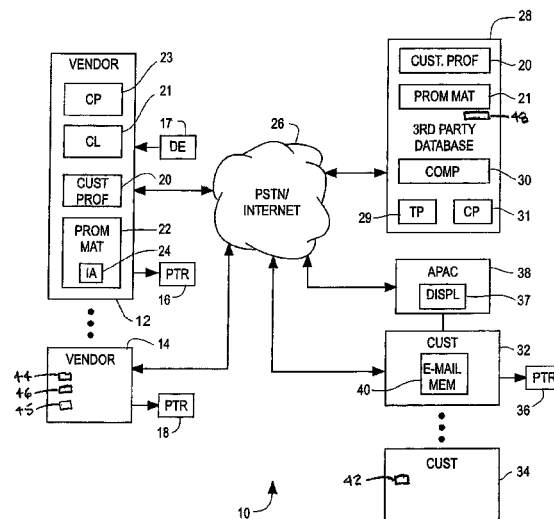 VENDOR
23
CP
21
CL
17
DE
CUST
PROF
20
PROM
MAT
22
IA
24
PTR
16
12
VENDOR
14
44
46
45
PTR
18
26
PSTN/
INTERNET
28
CUST. PROF
20
PROM MAT
21
48
3RD PARTY
DATABASE
COMP
30
29
TP
CP
31
APAC
38
DISPL
37
CUST
32
E-MAIL
MEM
40
PTR
36
CUST
34
42
10